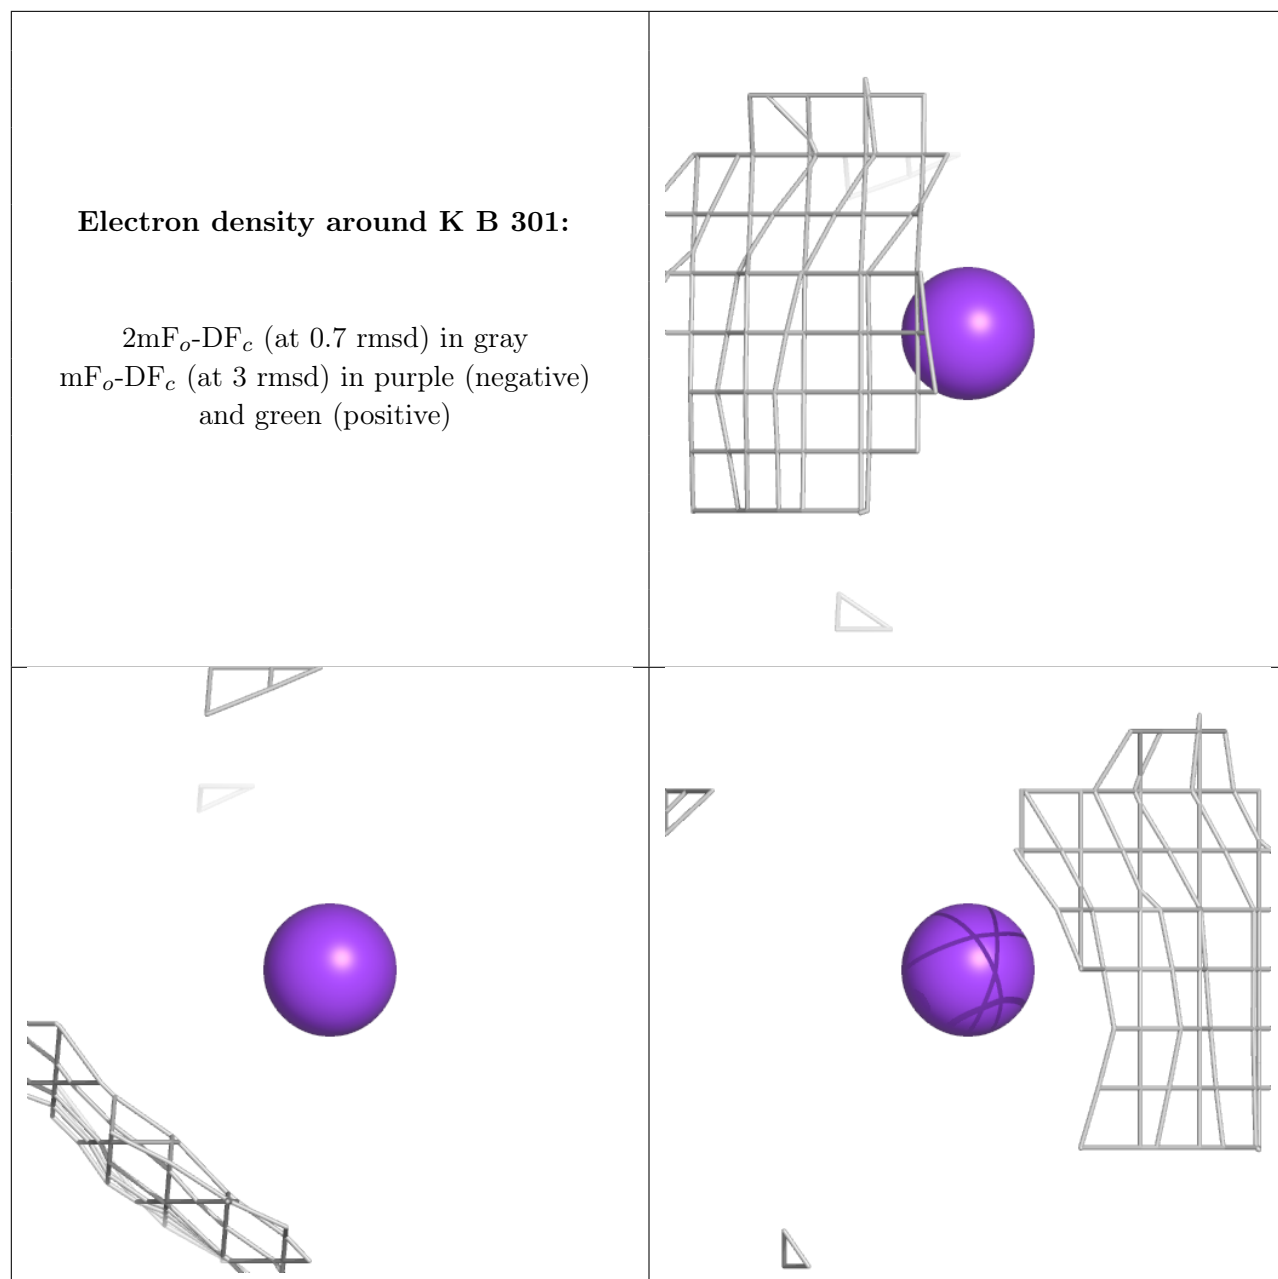 Electron density around K B 301:
2mFo-DFc (at 0.7 rmsd) in gray
mFo-DFc (at 3 rmsd) in purple (negative)
and green (positive)